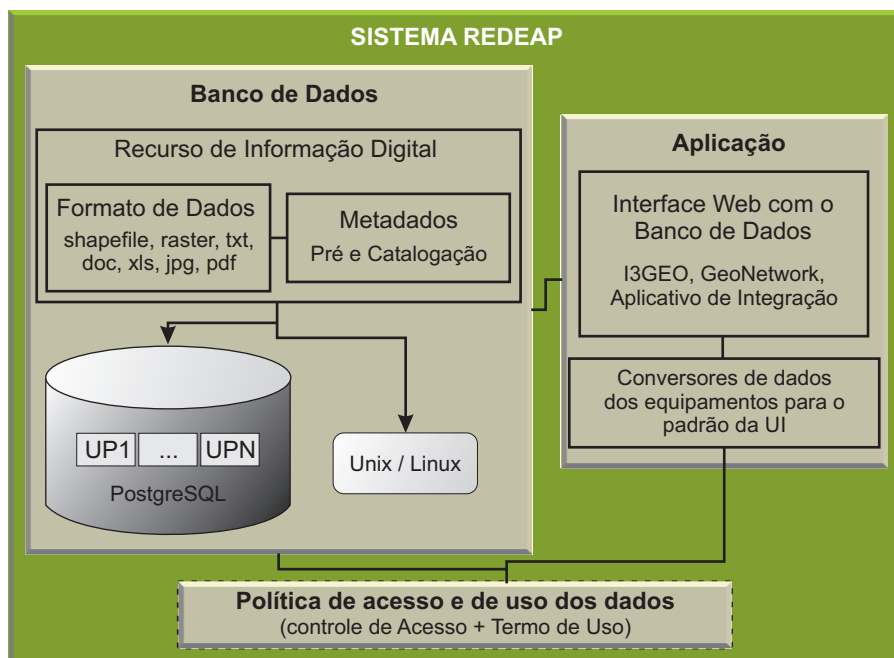 SISTEMA REDEAP
Banco de Dados
Recurso de Informação Digital
Formato de Dados
shapefile, raster, txt,
doc, xls, jpg, pdf
Metadados
Pré e Catalogação
UP1
...
UPN
PostgreSQL
Unix / Linux
Aplicação
Interface Web com o
Banco de Dados
I3GEO, GeoNetwork,
Aplicativo de Integração
Conversores de dados
dos equipamentos para o
padrão da UI
Política de acesso e de uso dos dados
(controle de Acesso + Termo de Uso)